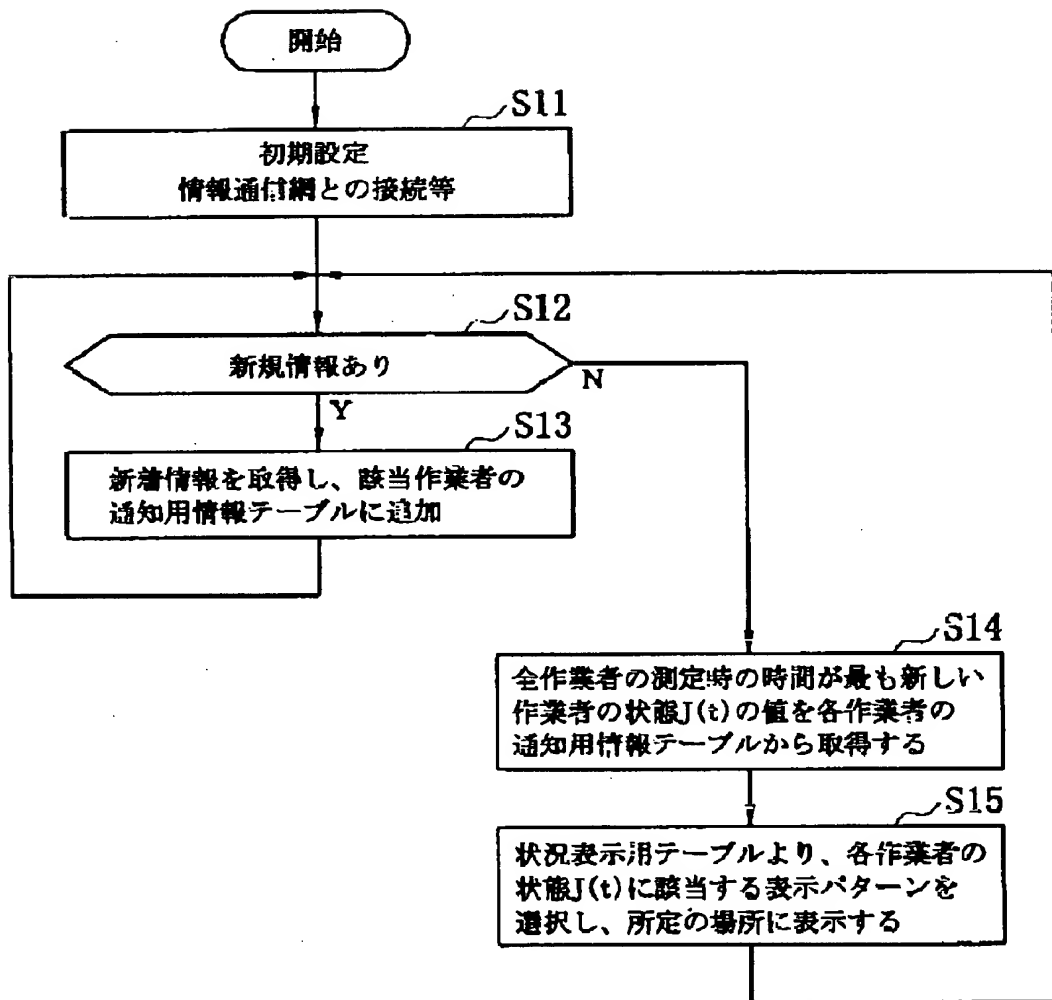 開始
S11
初期設定
情報通信網との接続等
S12
新規情報あり
N
Y
S13
新着情報を取得し、該当作業者の
通知用情報テーブルに追加
S14
全作業者の測定時の時間が最も新しい
作業者の状態J(t)の値を各作業者の
通知用情報テーブルから取得する
S15
状況表示用テーブルより、各作業者の
状態J(t)に該当する表示パターンを
選択し、所定の場所に表示する